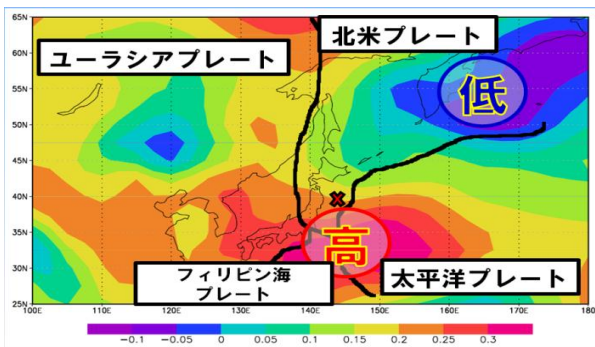 65N
60N
55N
50N
45N
40N
35N
30N
25N
ユーラシアプレート
北米プレート
低
高
フィリピン海
プレート
太平洋プレート
100E 110E 120E 130E 140E 150E 160E 170E 180
-0.1 -0.05 0 0.05 0.1 0.15 0.2 0.25 0.3